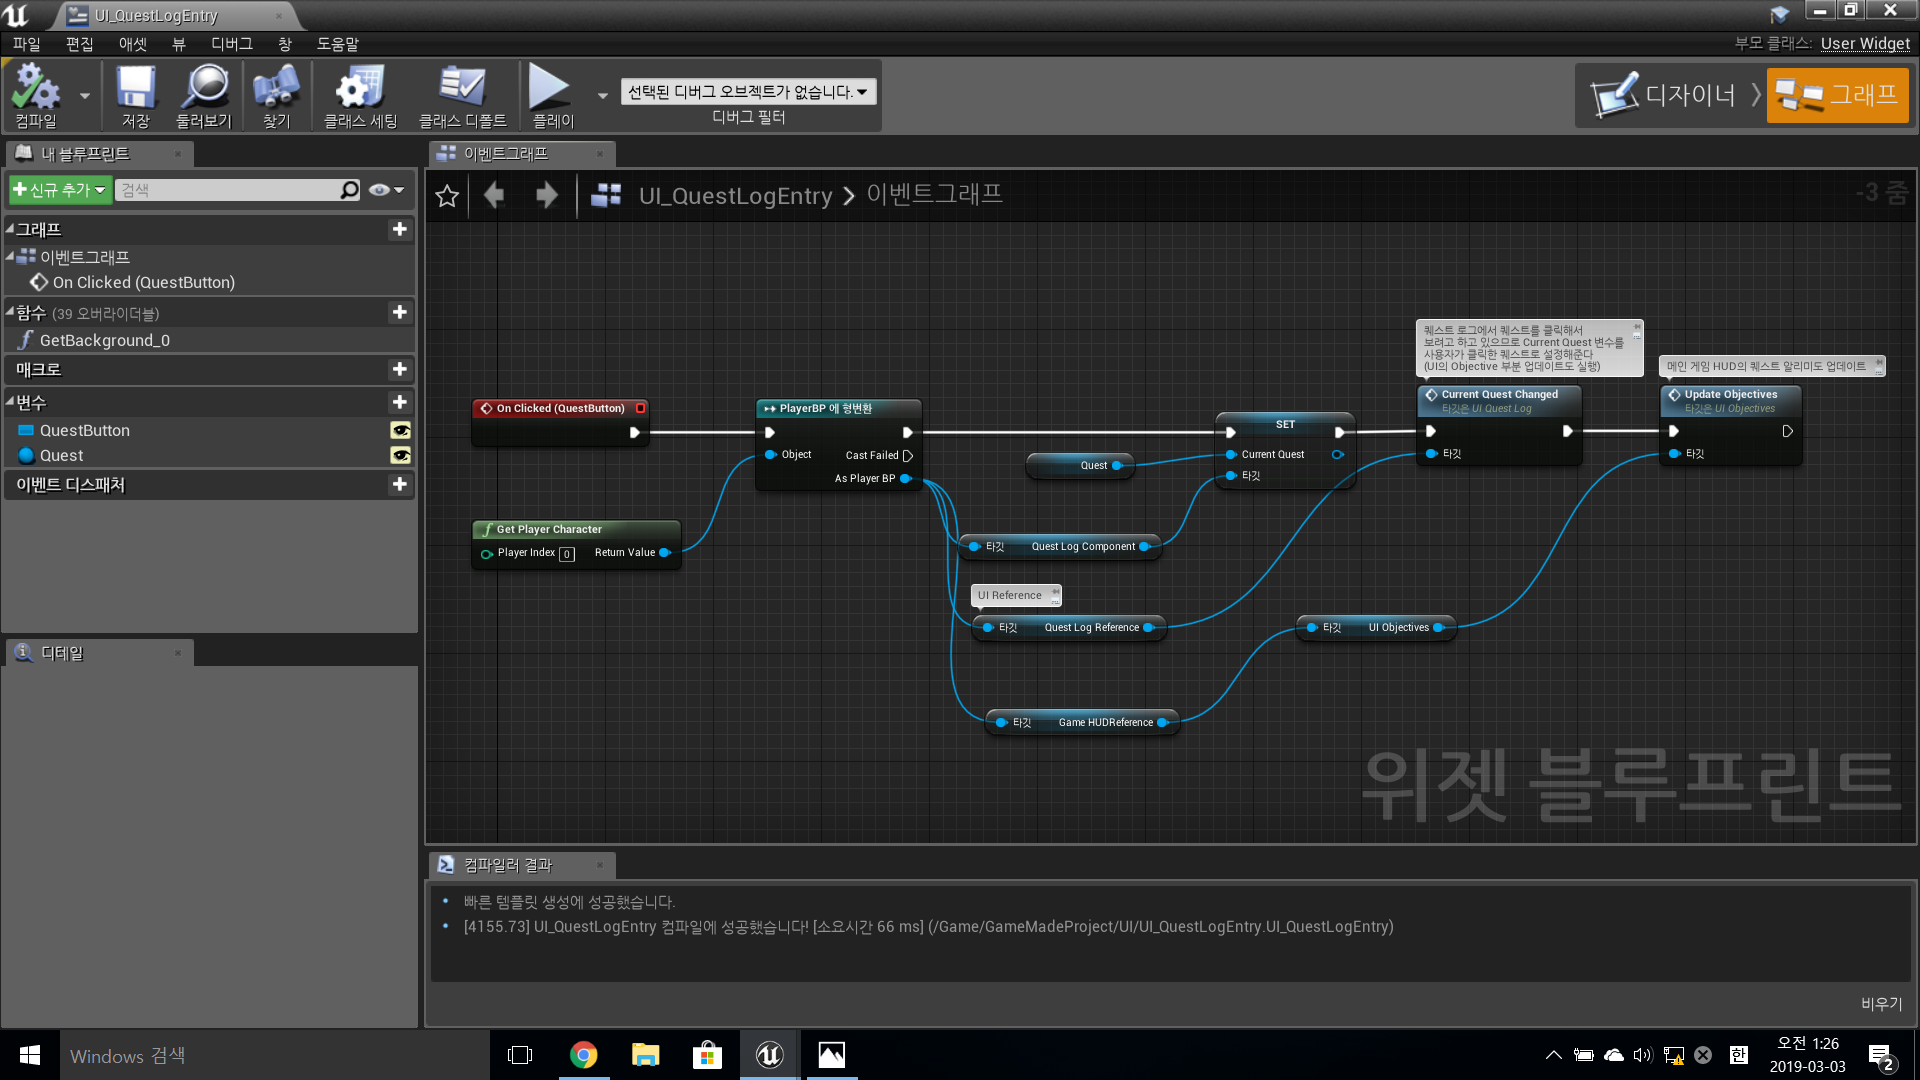 UI_QuestLogEntry
파일 편집 애셋 뷰 디버그 창 도움말
부모 클래스: User Widget
컴파일 저장 둘러보기 찾기 클래스 세팅 클래스 디폴트 플레이
선택된 디버그 오브젝트가 없습니다.
디버그 필터
디자이너 그래프
내 블루프린트
신규 추가 검색
그래프
이벤트그래프
On Clicked (QuestButton)
함수 (39 오버라이더블)
GetBackground_0
매크로
변수
QuestButton
Quest
이벤트 디스패처
디테일
이벤트그래프
UI_QuestLogEntry > 이벤트그래프
-3 줌
On Clicked (QuestButton)
Get Player Character
Player Index 0 Return Value
PlayerBP 에 형변환
Object Cast Failed
As Player BP
Quest
타깃 Quest Log Component
UI Reference
타깃 Quest Log Reference
타깃 Game HUDReference
SET
Current Quest
타깃
타깃 UI Objectives
퀘스트 로그에서 퀘스트를 클릭해서
보려고 하고 있으므로 Current Quest 변수를
사용자가 클릭한 퀘스트로 설정해준다
(UI의 Objective 부분 업데이트도 실행)
Current Quest Changed
타깃은 UI Quest Log
타깃
메인 게임 HUD의 퀘스트 알리미도 업데이트
Update Objectives
타깃은 UI Objectives
타깃
위젯 블루프린트
컴파일러 결과
빠른 템플릿 생성에 성공했습니다.
[4155.73] UI_QuestLogEntry 컴파일에 성공했습니다! [소요시간 66 ms] (/Game/GameMadeProject/UI/UI_QuestLogEntry.UI_QuestLogEntry)
비우기
Windows 검색
한
오전 1:26
2019-03-03
2